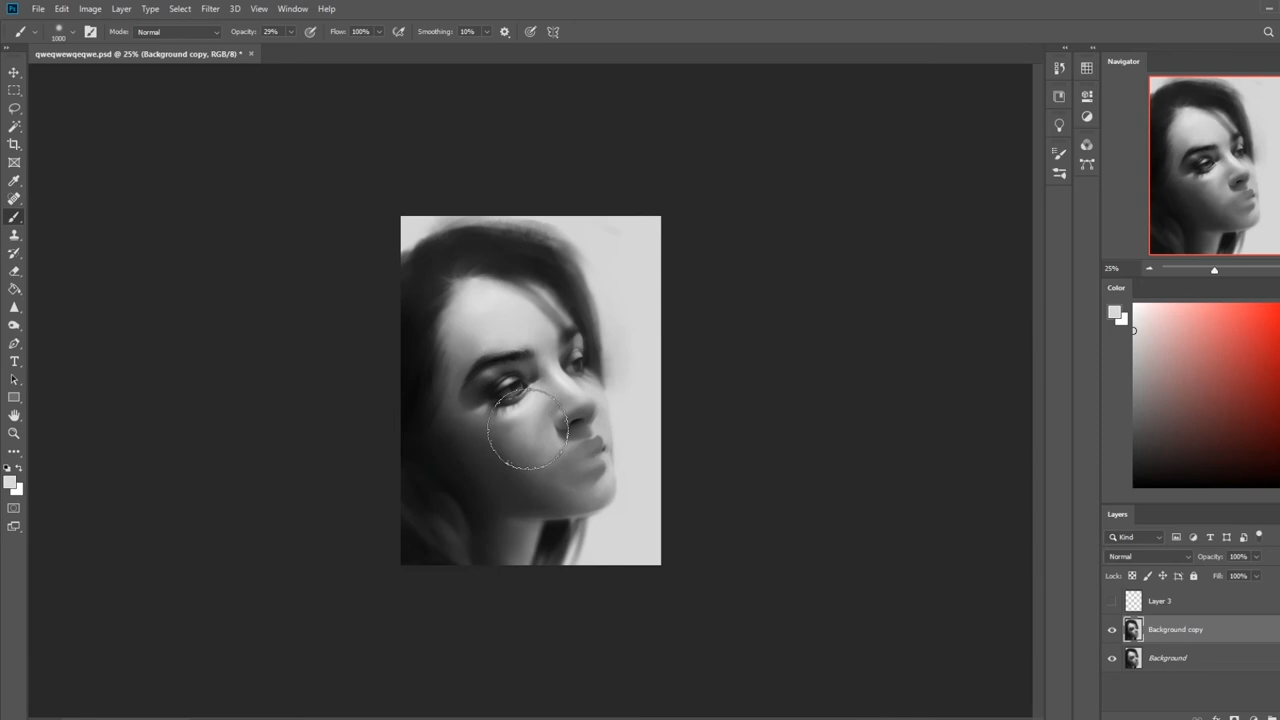 Ps File Edit Image Layer Type Select Filter 3D View Window Help
1000 Mode: Normal Opacity: 29% Flow: 100% Smoothing: 10%
qweqwewqeqwe.psd @ 25% (Background copy, RGB/8) * ×
Navigator
25%
Color
T
Layers
Kind
Normal Opacity: 100%
Lock: Fill: 100%
Layer 3
Background copy
Background